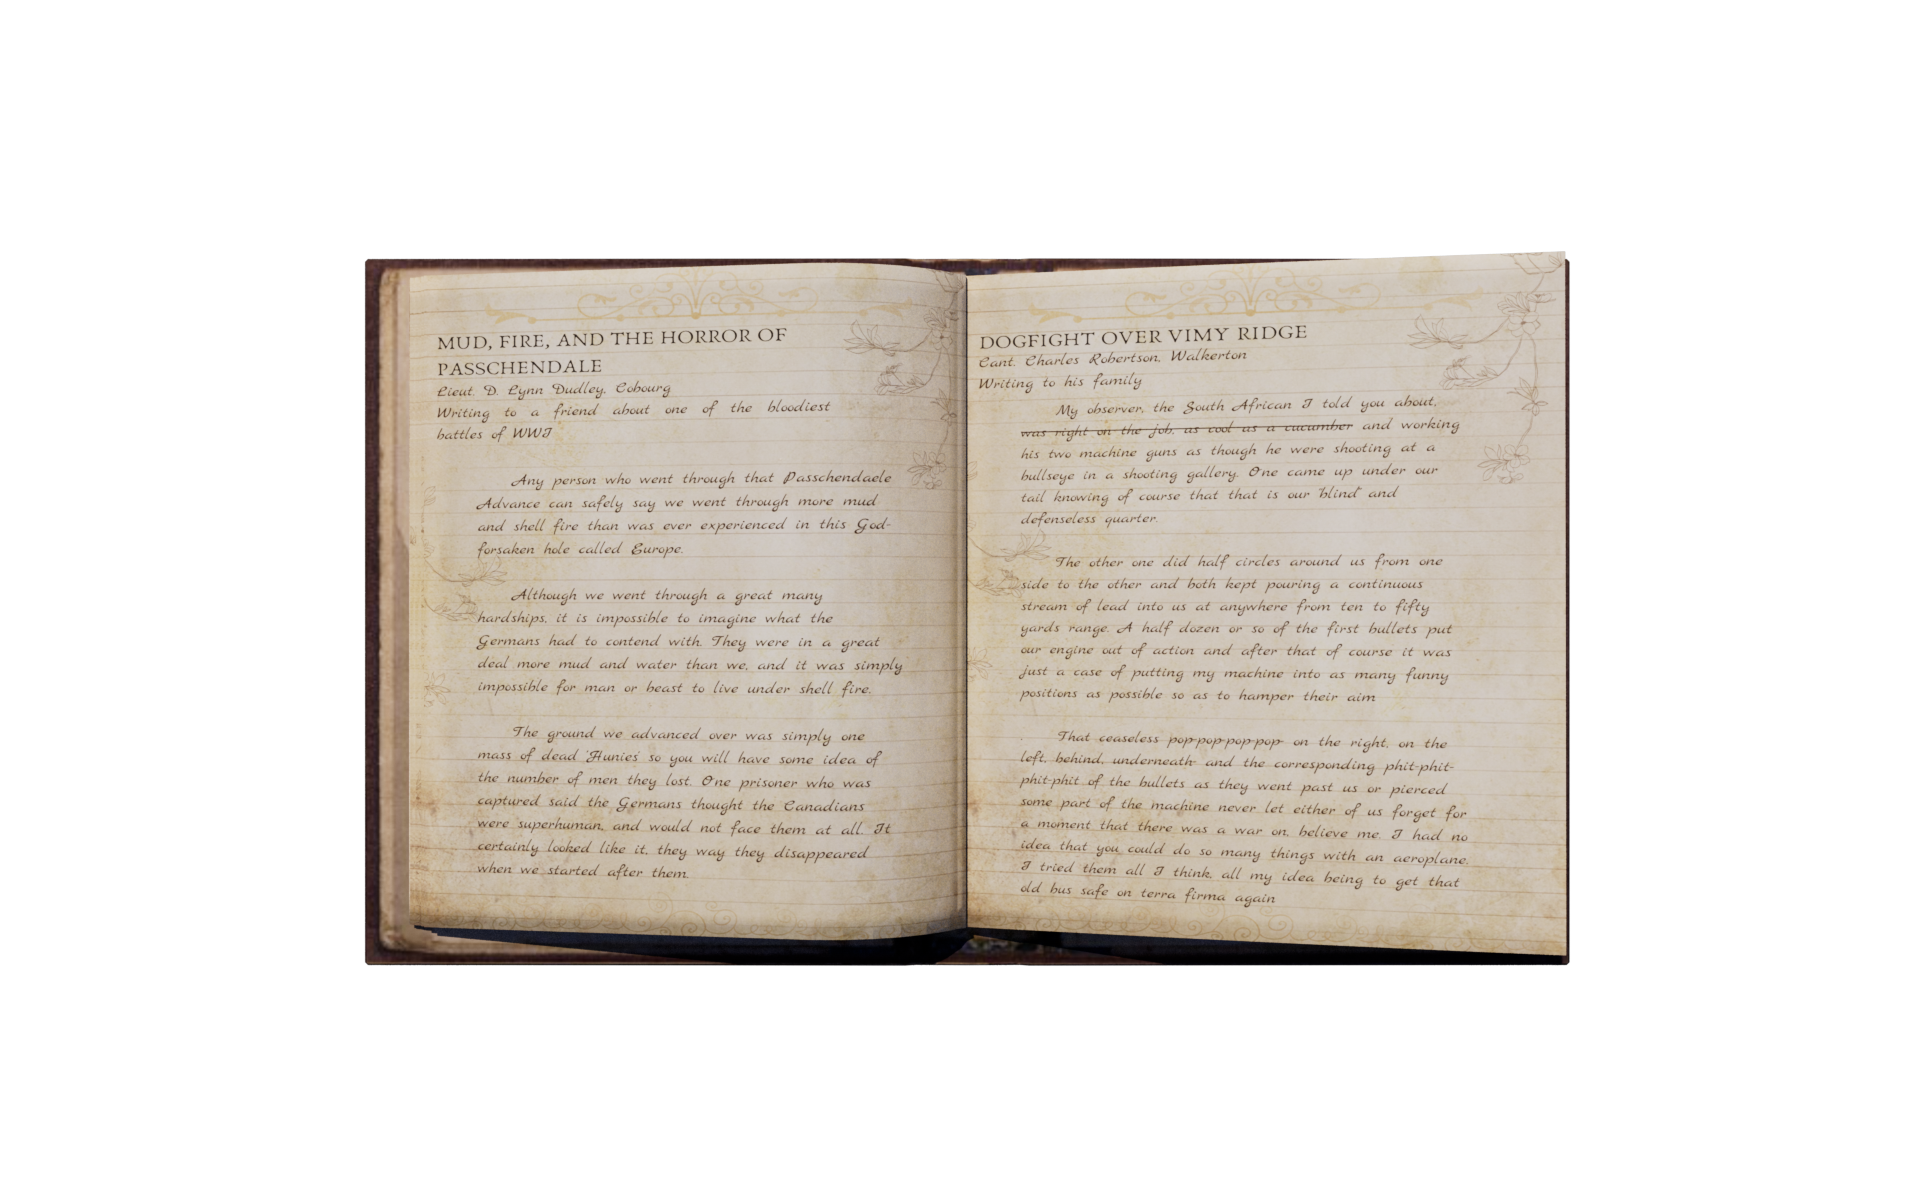 MUD, FIRE, AND THE HORROR OF
PASSCHENDALE
Lieut. D. Lynn Dudley, Cobourg
Writing to a friend about one of the bloodiest
battles of WWI
Any person who went through that Passchendaele
Advance can safely say we went through more mud
and shell fire than was ever experienced in this God-
forsaken hole called Europe.
Although we went through a great many
hardships, it is impossible to imagine what the
Germans had to contend with. They were in a great
deal more mud and water than we, and it was simply
impossible for man or beast to live under shell fire.
The ground we advanced over was simply one
mass of dead 'Hunies' so you will have some idea of
the number of men they lost. One prisoner who was
captured said the Germans thought the Canadians
were superhuman, and would not face them at all. It
certainly looked like it, they way they disappeared
when we started after them.
DOGFIGHT OVER VIMY RIDGE
Cant. Charles Robertson, Walkerton
Writing to his family
My observer, the South African I told you about,
was right on the job, as cool as a cucumber and working
his two machine guns as though he were shooting at a
bullseye in a shooting gallery. One came up under our
tail knowing of course that that is our "blind" and
defenseless quarter.
The other one did half circles around us from one
side to the other and both kept pouring a continuous
stream of lead into us at anywhere from ten to fifty
yards range. A half dozen or so of the first bullets put
our engine out of action and after that of course it was
just a case of putting my machine into as many funny
positions as possible so as to hamper their aim
That ceaseless pop-pop-pop-pop- on the right, on the
left, behind, underneath- and the corresponding phit-phit-
phit-phit of the bullets as they went past us or pierced
some part of the machine never let either of us forget for
a moment that there was a war on, believe me. I had no
idea that you could do so many things with an aeroplane.
I tried them all I think, all my idea being to get that
old bus safe on terra firma again